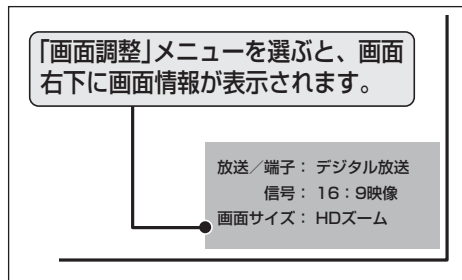 「画面調整」メニューを選ぶと、画面
右下に画面情報が表示されます。
放送／端子： デジタル放送
信号： 16：9映像
画面サイズ： HDズーム